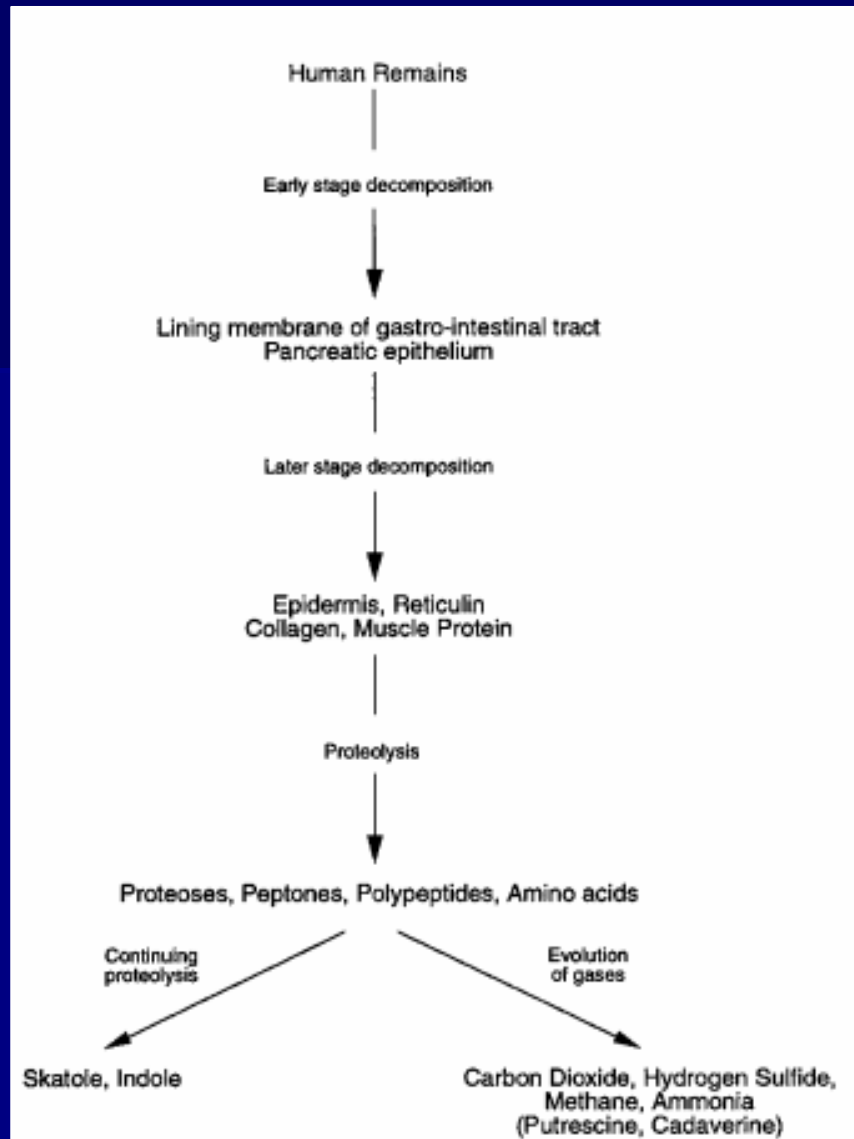 Human Remains
Early stage decomposition
Lining membrane of gastro-intestinal tract
Pancreatic epithelium
Later stage decomposition
Epidermis, Reticulin
Collagen, Muscle Protein
Proteolysis
Proteoses, Peptones, Polypeptides, Amino acids
Continuing
proteolysis
Evolution
of gases
Skatole, Indole
Carbon Dioxide, Hydrogen Sulfide,
Methane, Ammonia
(Putrescine, Cadaverine)